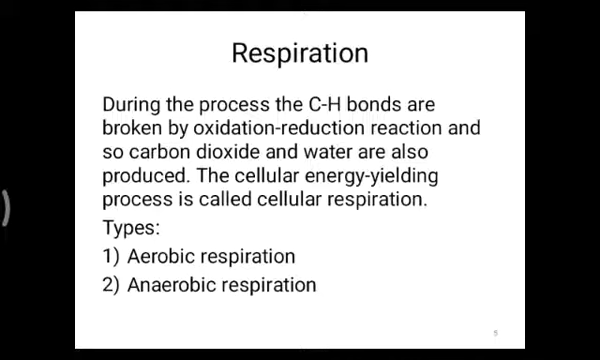 Respiration
During the process the C-H bonds are
broken by oxidation-reduction reaction and
so carbon dioxide and water are also
produced. The cellular energy-yielding
process is called cellular respiration.
Types:
1) Aerobic respiration
2) Anaerobic respiration
5